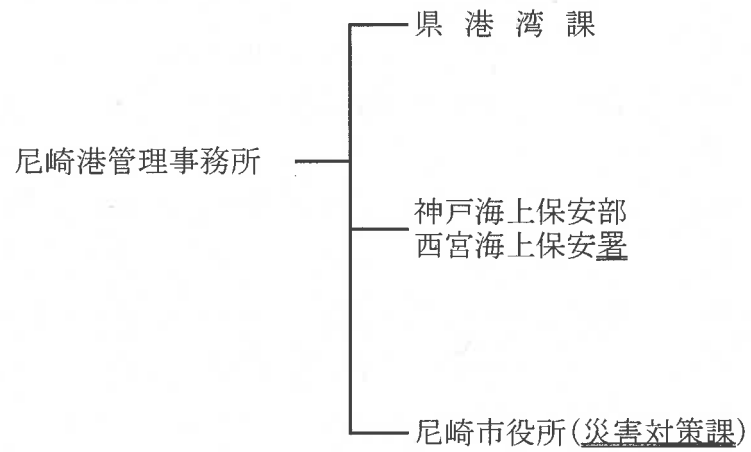 県港湾課
尼崎港管理事務所
神戸海上保安部
西宮海上保安署
尼崎市役所(災害対策課)